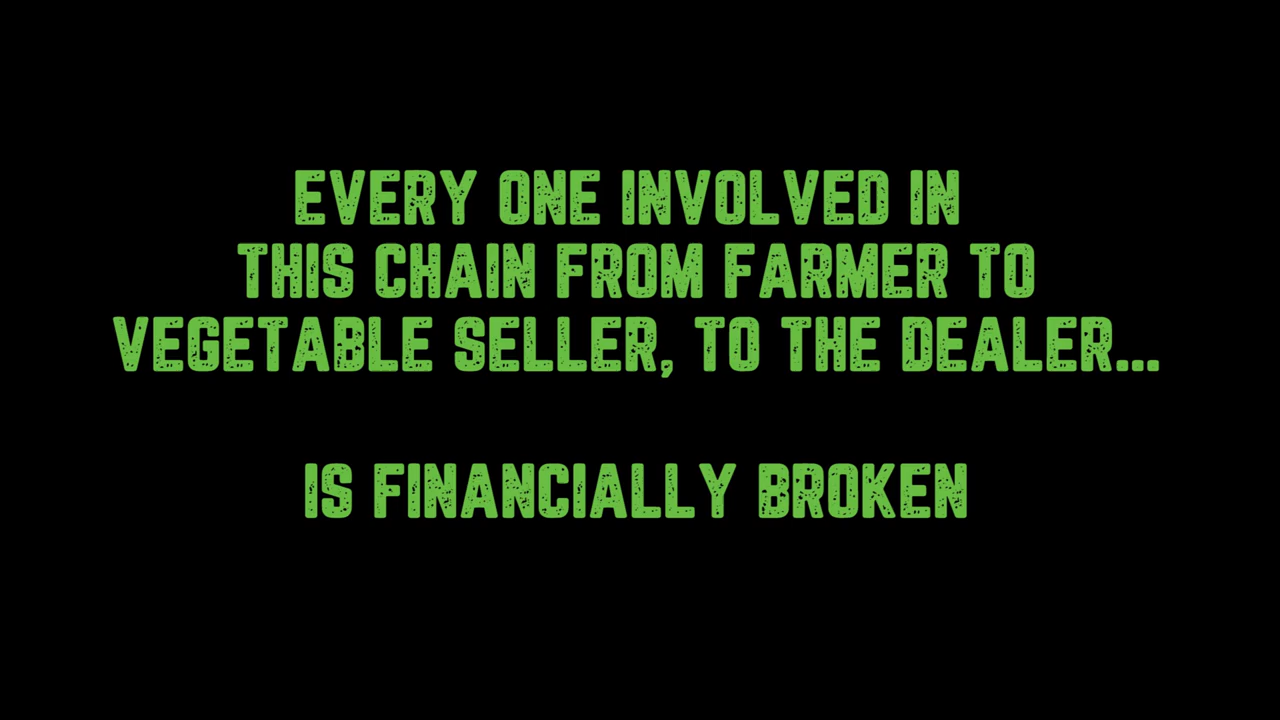 EVERY ONE INVOLVED IN
THIS CHAIN FROM FARMER TO
VEGETABLE SELLER, TO THE DEALER...
IS FINANCIALLY BROKEN